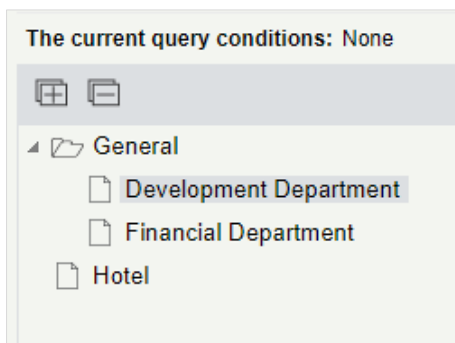 The current query conditions: None
General
Development Department
Financial Department
Hotel